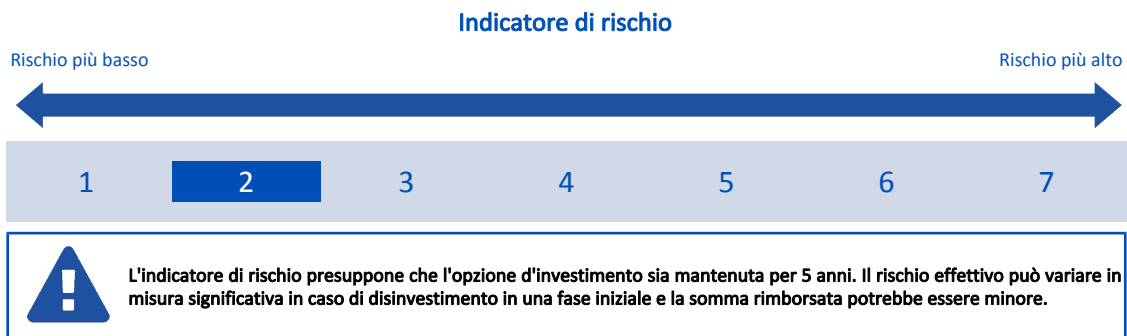 Indicatore di rischio
Rischio più basso
Rischio più alto
1 2 3 4 5 6 7
L'indicatore di rischio presuppone che l'opzione d'investimento sia mantenuta per 5 anni. Il rischio effettivo può variare in
misura significativa in caso di disinvestimento in una fase iniziale e la somma rimborsata potrebbe essere minore.